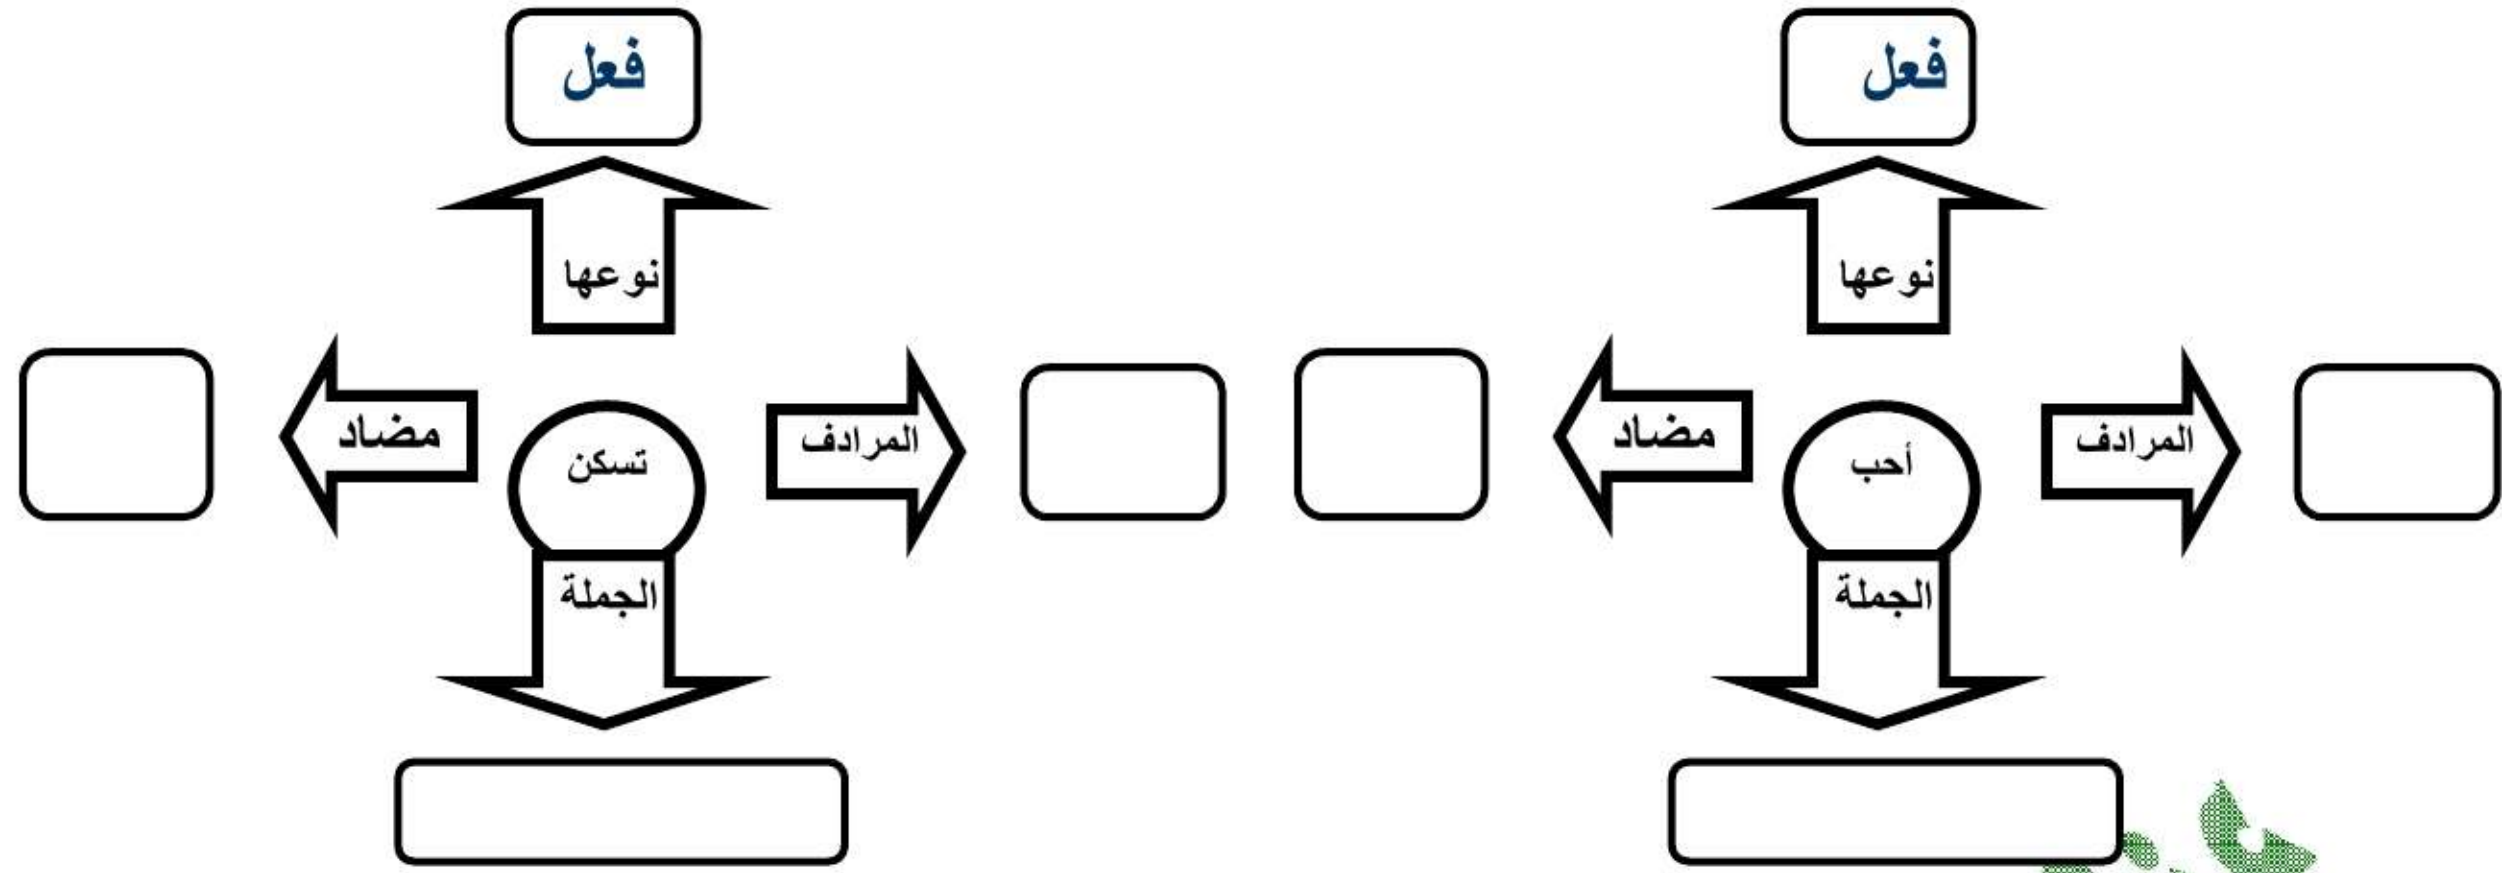 فعل
فعل
نوعها
نوعها
المرادف
أحب
مضاد
المرادف
تسكن
مضاد
الجملة
الجملة